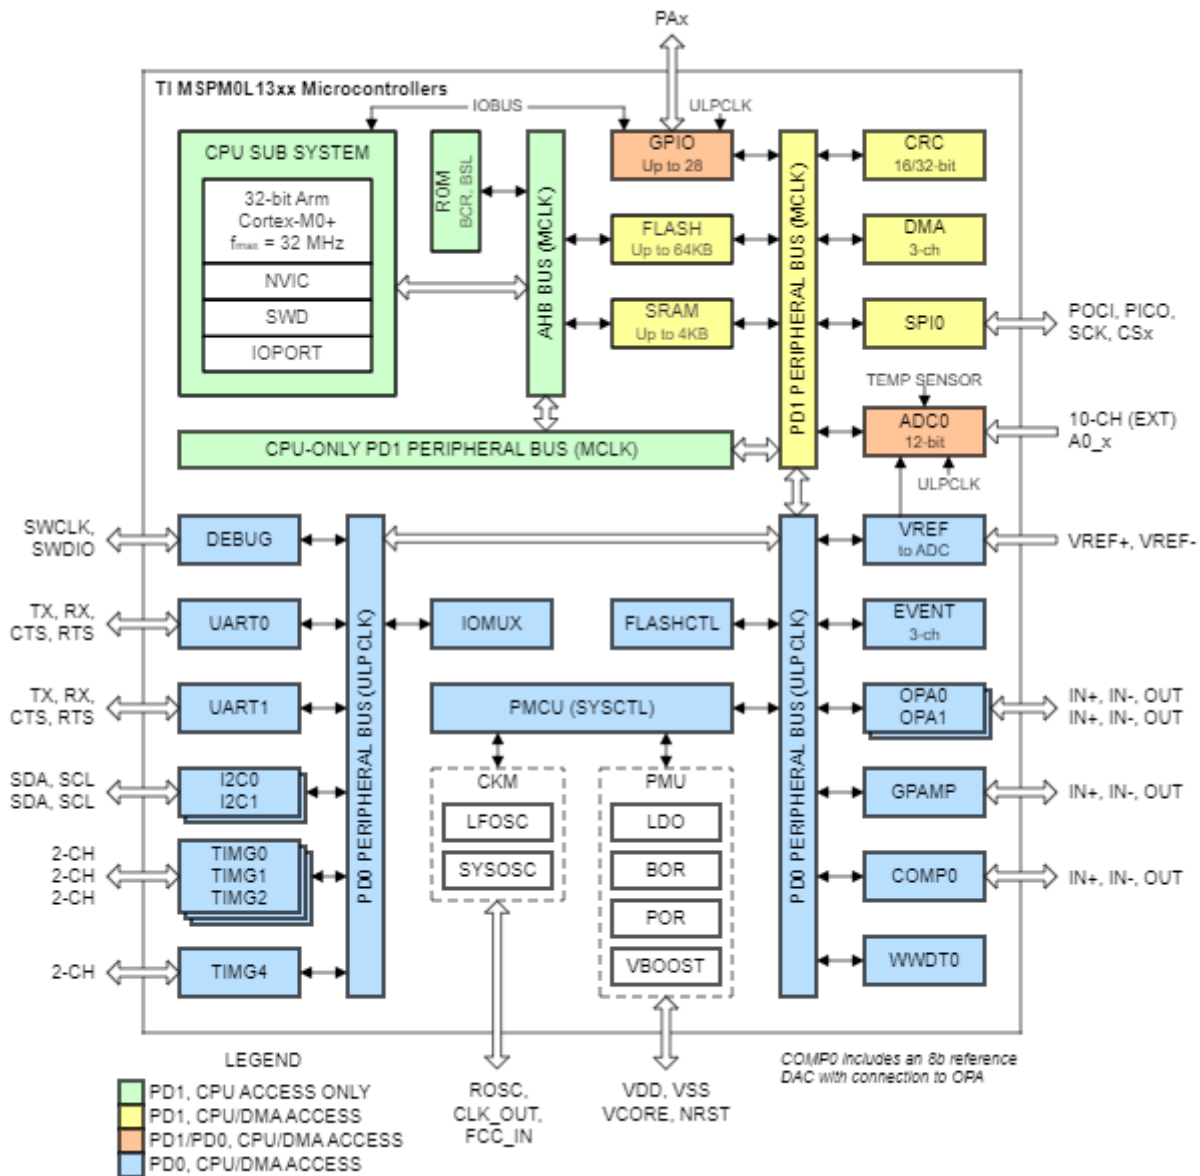 PAx
TI MSPM0L13xx Microcontrollers
IOBUS
ULPCLK
CPU SUB SYSTEM
32-bit Arm
Cortex-M0+
fmax = 32 MHz
NVIC
SWD
IOPORT
ROM
BCR, BSL
AHB BUS (MCLK)
GPIO
Up to 28
FLASH
Up to 64KB
SRAM
Up to 4KB
PD1 PERIPHERAL BUS (MCLK)
CRC
16/32-bit
DMA
3-ch
SPI0
POCI, PICO,
SCK, CSx
TEMP SENSOR
ADC0
12-bit
10-CH (EXT)
A0_x
ULPCLK
CPU-ONLY PD1 PERIPHERAL BUS (MCLK)
SWCLK,
SWDIO
DEBUG
TX, RX,
CTS, RTS
UART0
TX, RX,
CTS, RTS
UART1
SDA, SCL
SDA, SCL
I2C0
I2C1
2-CH
2-CH
2-CH
TIMG0
TIMG1
TIMG2
2-CH
TIMG4
PD0 PERIPHERAL BUS (ULPCLK)
IOMUX
FLASHCTL
PMCU (SYSCTL)
CKM
LFOSC
SYSOSC
PMU
LDO
BOR
POR
VBOOST
PD0 PERIPHERAL BUS (ULPCLK)
VREF
to ADC
VREF+, VREF-
EVENT
3-ch
OPA0
OPA1
IN+, IN-, OUT
IN+, IN-, OUT
GPAMP
IN+, IN-, OUT
COMP0
IN+, IN-, OUT
WWDT0
LEGEND
PD1, CPU ACCESS ONLY
PD1, CPU/DMA ACCESS
PD1/PD0, CPU/DMA ACCESS
PD0, CPU/DMA ACCESS
ROSC,
CLK_OUT,
FCC_IN
VDD, VSS
VCORE, NRST
COMP0 includes an 8b reference
DAC with connection to OPA